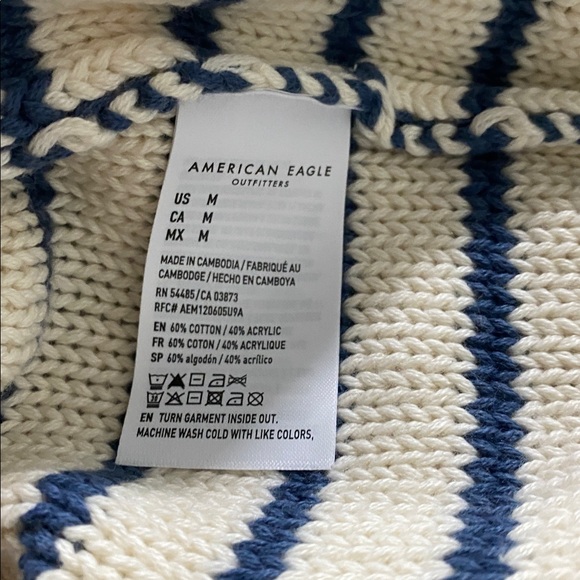 AMERICAN EAGLE
OUTFITTERS
US M
CA M
MX M
MADE IN CAMBODIA / FABRIQUÉ AU
CAMBODGE / HECHO EN CAMBOYA
RN 54485/CA 03873
RFC# AEM120605U9A
EN 60% COTTON / 40% ACRYLIC
FR 60% COTON / 40% ACRYLIQUE
SP 60% algodón / 40% acrílico
EN TURN GARMENT INSIDE OUT.
MACHINE WASH COLD WITH LIKE COLORS,